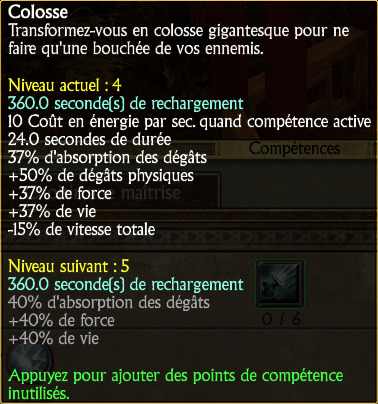 Colosse
Transformez-vous en colosse gigantesque pour ne
faire qu'une bouchée de vos ennemis.
Niveau actuel : 4
360.0 seconde(s) de rechargement
10 Coût en énergie par sec. quand compétence active
24.0 secondes de durée
37% d'absorption des dégâts
Compétences
+50% de dégâts physiques
+37% de force
maîtrise
+37% de vie
-15% de vitesse totale
Niveau suivant : 5
360.0 seconde(s) de rechargement
40% d'absorption des dégâts
+40% de force
0 / 6
+40% de vie
Appuyez pour ajouter des points de compétence
inutilisés.